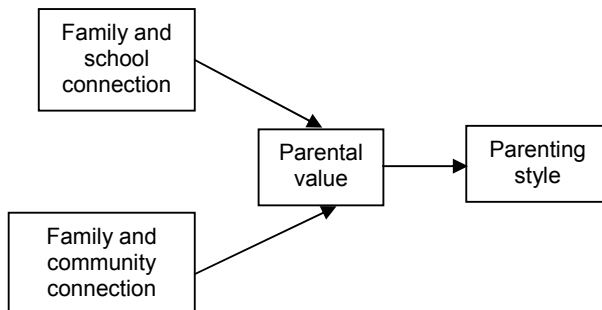 Family and
school
connection
Parental
value
Parenting
style
Family and
community
connection